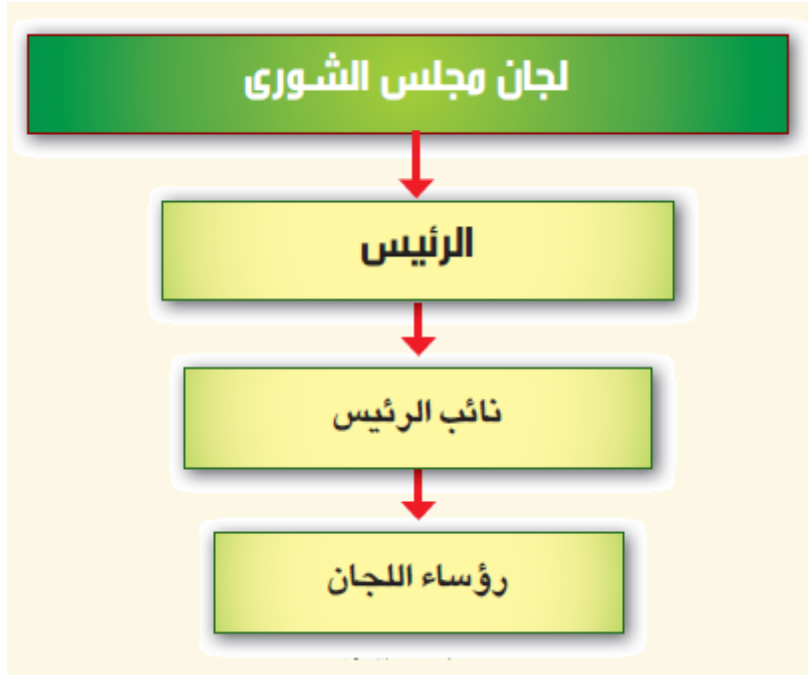 لجان مجلس الشورى
الرئيس
نائب الرئيس
رؤساء اللجان